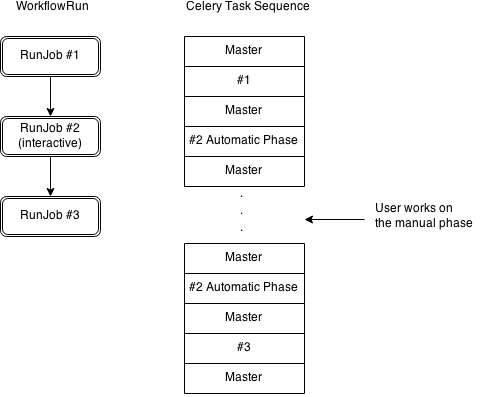 WorkflowRun
RunJob #1
RunJob #2
(interactive)
RunJob #3
Celery Task Sequence
Master
#1
Master
#2 Automatic Phase
Master
.
.
.
User works on
the manual phase
Master
#2 Automatic Phase
Master
#3
Master